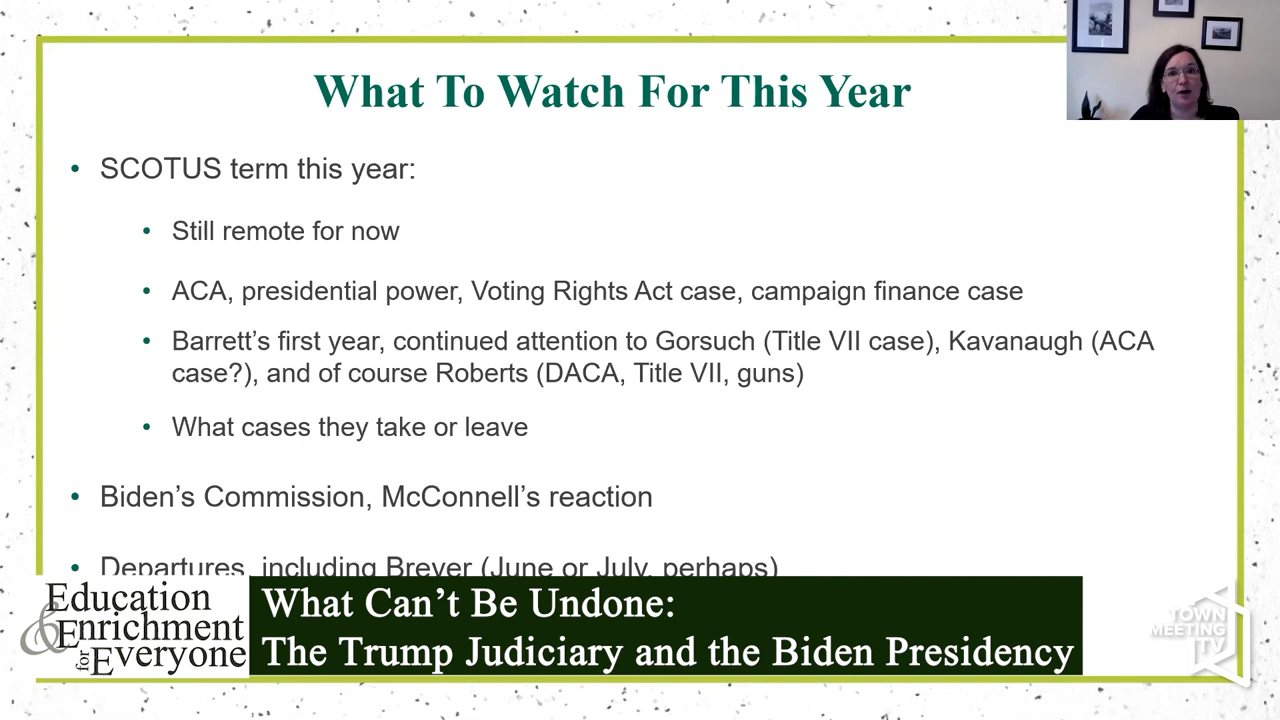 What To Watch For This Year
• SCOTUS term this year:
• Still remote for now
• ACA, presidential power, Voting Rights Act case, campaign finance case
• Barrett’s first year, continued attention to Gorsuch (Title VII case), Kavanaugh (ACA
case?), and of course Roberts (DACA, Title VII, guns)
• What cases they take or leave
• Biden’s Commission, McConnell’s reaction
• Departures, including Breyer (June or July, perhaps)
Education
& Enrichment
for Everyone
What Can’t Be Undone:
The Trump Judiciary and the Biden Presidency
TOWN
MEETING
TV